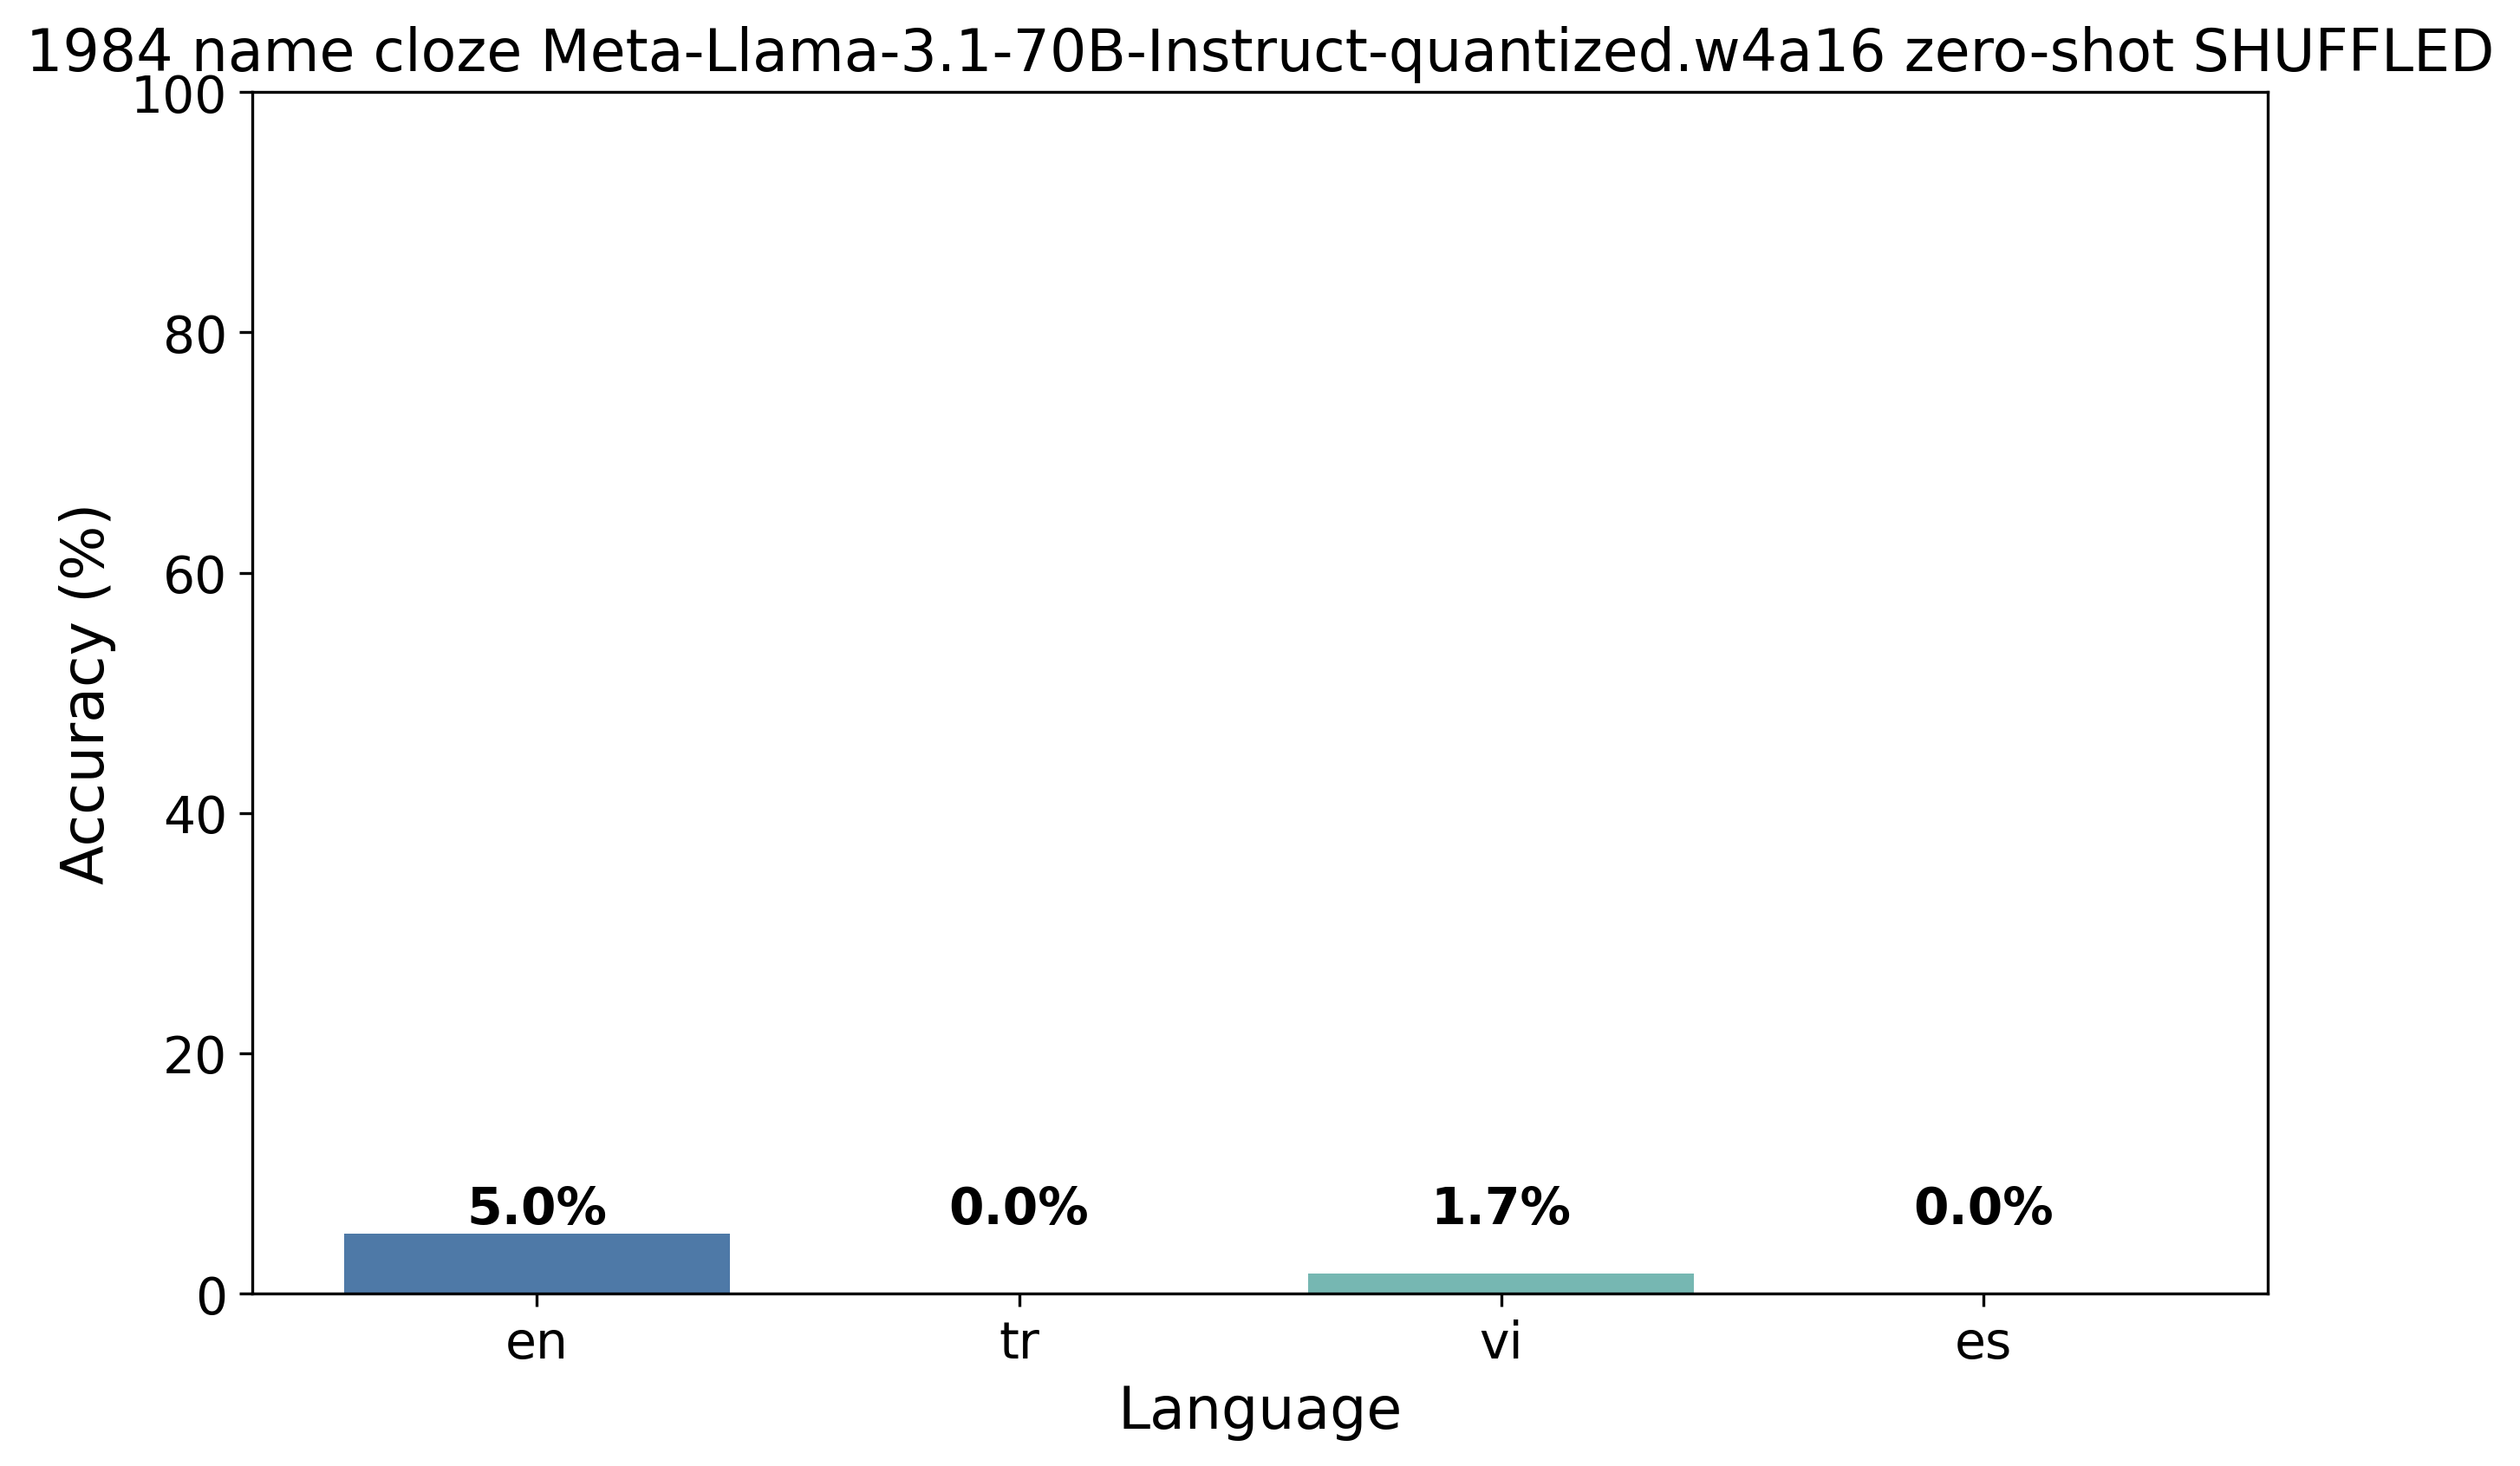 1984 name cloze Meta-Llama-3.1-70B-Instruct-quantized.w4a16 zero-shot SHUFFLED
100
80
60
40
20
0
Accuracy (%)
5.0%
0.0%
1.7%
0.0%
en
tr
vi
es
Language